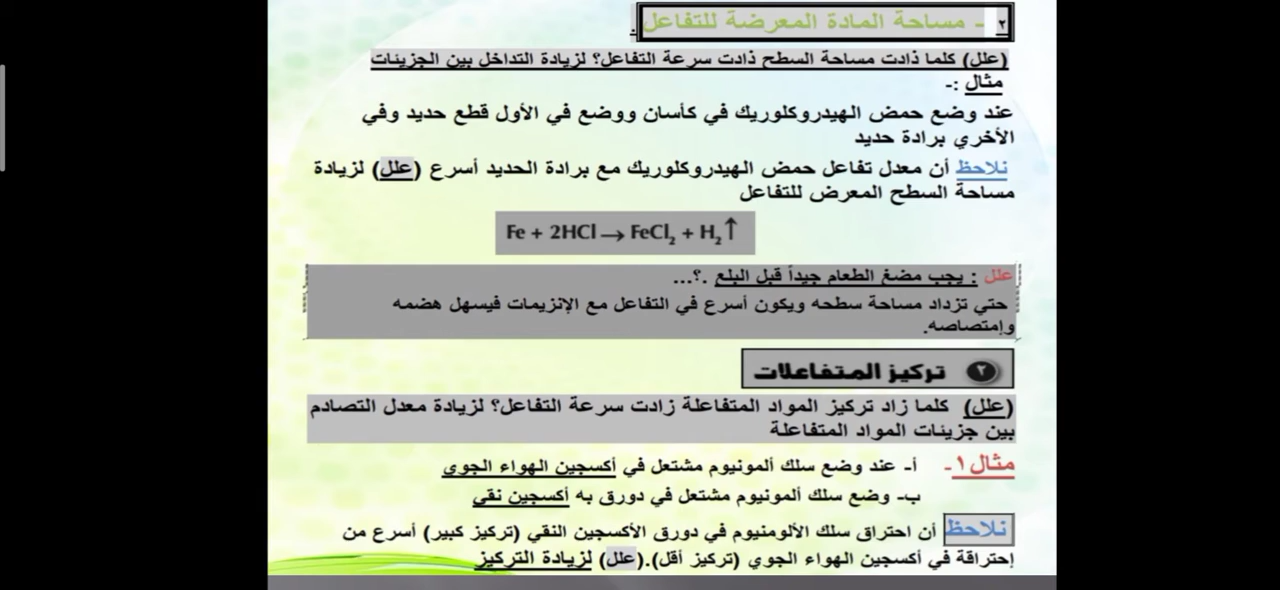 ٢ - مساحة المادة المعرضة للتفاعل .
(علل) كلما ذادت مساحة السطح ذادت سرعة التفاعل؟ لزيادة التداخل بين الجزيئات
مثال :-
عند وضع حمض الهيدروكلوريك في كأسان ووضع في الأول قطع حديد وفي
الأخري برادة حديد
نلاحظ أن معدل تفاعل حمض الهيدروكلوريك مع برادة الحديد أسرع (علل) لزيادة
مساحة السطح المعرض للتفاعل
Fe + 2HCl → FeCl₂ + H₂↑
علل : يجب مضغ الطعام جيداً قبل البلع .؟...
حتي تزداد مساحة سطحه ويكون أسرع في التفاعل مع الإنزيمات فيسهل هضمه
وإمتصاصه.
٢ تركيز المتفاعلات
(علل) كلما زاد تركيز المواد المتفاعلة زادت سرعة التفاعل؟ لزيادة معدل التصادم
بين جزيئات المواد المتفاعلة
مثال ١- أ- عند وضع سلك ألمونيوم مشتعل في أكسجين الهواء الجوي
ب- وضع سلك ألمونيوم مشتعل في دورق به أكسجين نقي
نلاحظ أن احتراق سلك الألومنيوم في دورق الأكسجين النقي (تركيز كبير) أسرع من
إحتراقة في أكسجين الهواء الجوي (تركيز أقل).(علل) لزيادة التركيز